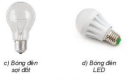 c) Bóng đèn
sợi đốt
d) Bóng đèn
LED